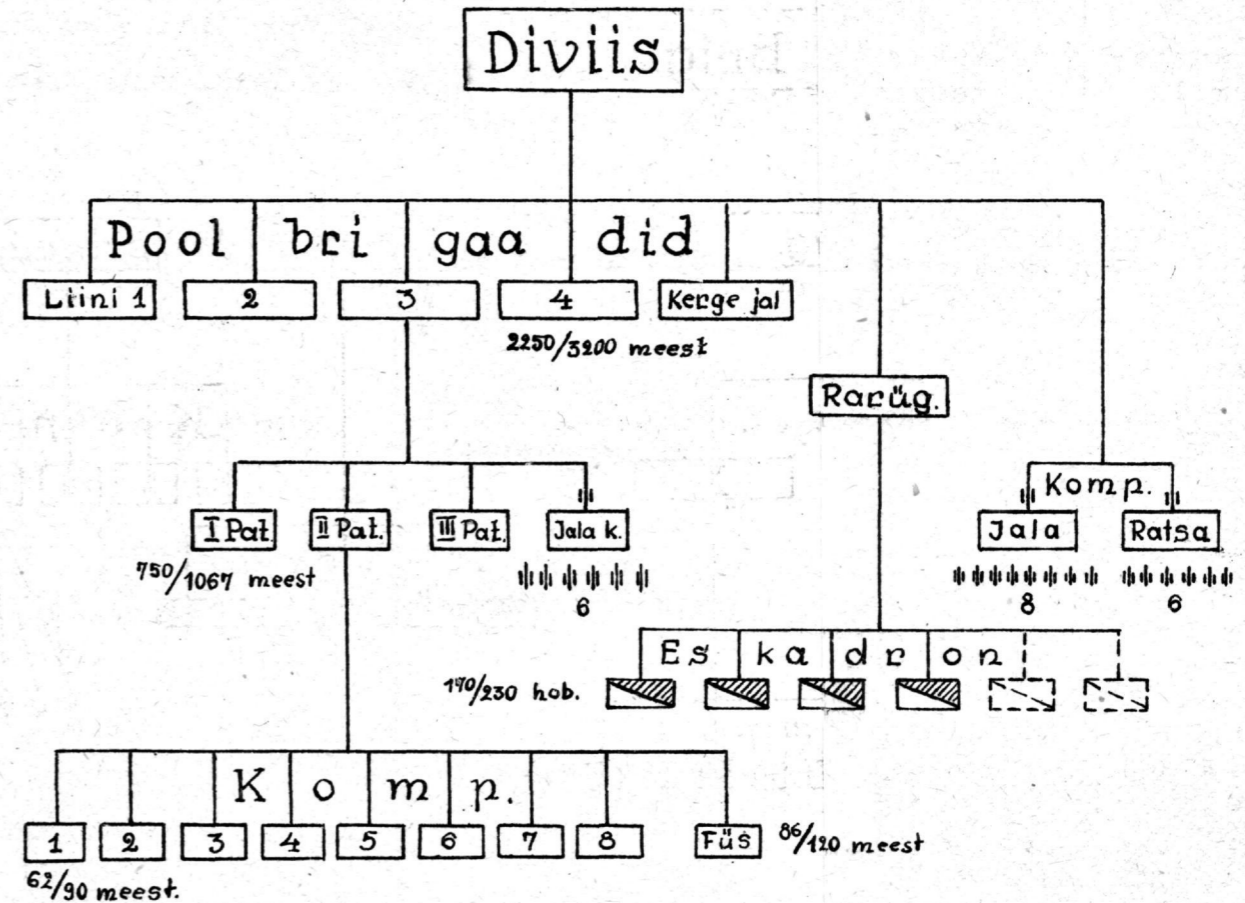 Diviis
Pool bri gaa did
Liini 1 2 3 4 Kerge jal
2250/3200 meest
Rarüg.
Komp.
I Pat. II Pat. III Pat. Jala k. Jala Ratsa
750/1067 meest
6 8 6
Es ka dr on
170/230 hob.
Komp.
1 2 3 4 5 6 7 8 Füs 86/120 meest
62/90 meest.